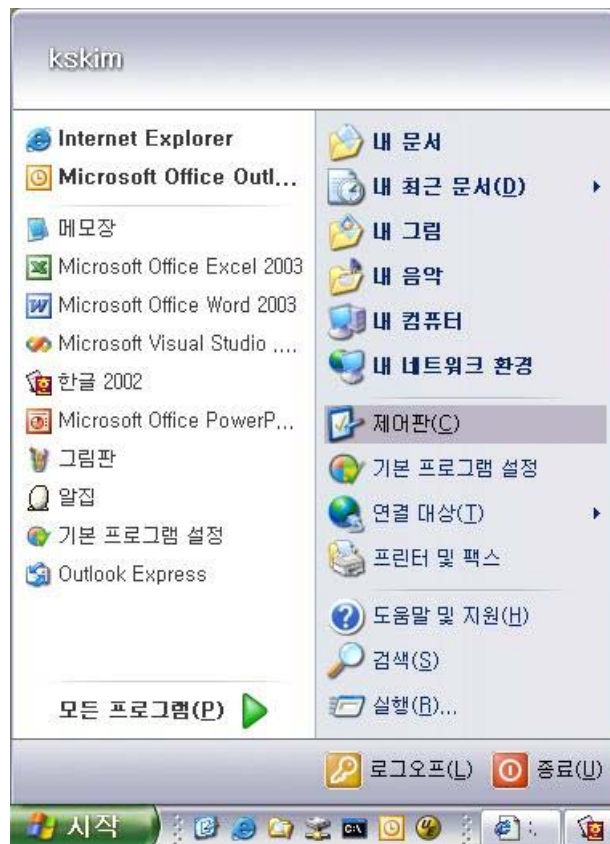 kskim
Internet Explorer
Microsoft Office Outl...
메모장
Microsoft Office Excel 2003
Microsoft Office Word 2003
Microsoft Visual Studio ....
한글 2002
Microsoft Office PowerP...
그림판
알집
기본 프로그램 설정
Outlook Express
모든 프로그램(P)
내 문서
내 최근 문서(D)
내 그림
내 음악
내 컴퓨터
내 네트워크 환경
제어판(C)
기본 프로그램 설정
연결 대상(T)
프린터 및 팩스
도움말 및 지원(H)
검색(S)
실행(R)...
로그오프(L)
종료(U)
시작